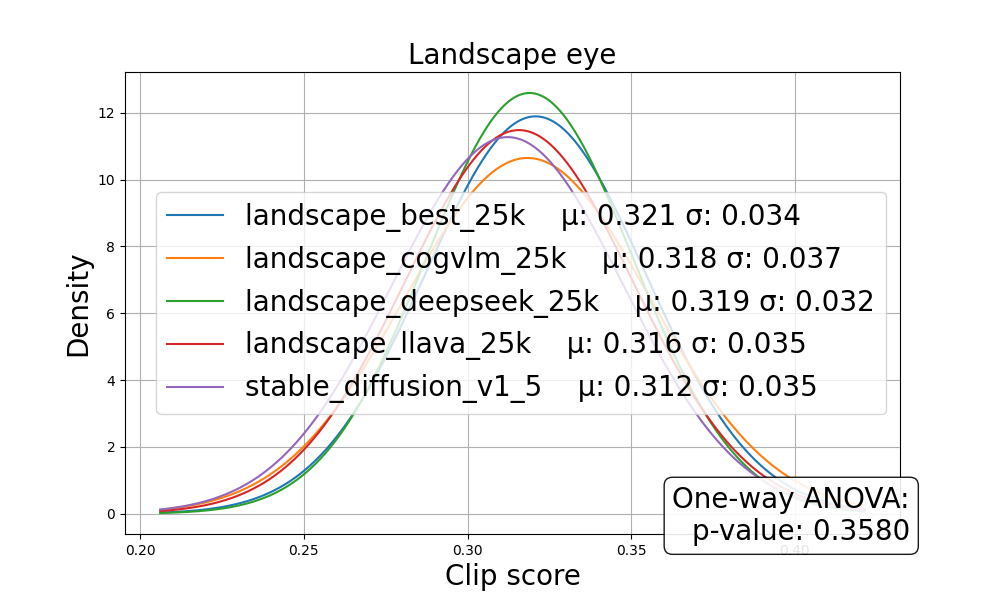 Landscape eye
12
10
8
6
4
2
0
Density
landscape_best_25k    μ: 0.321 σ: 0.034
landscape_cogvlm_25k    μ: 0.318 σ: 0.037
landscape_deepseek_25k    μ: 0.319 σ: 0.032
landscape_llava_25k    μ: 0.316 σ: 0.035
stable_diffusion_v1_5    μ: 0.312 σ: 0.035
One-way ANOVA:
p-value: 0.3580
0.20 0.25 0.30 0.35 0.40
Clip score